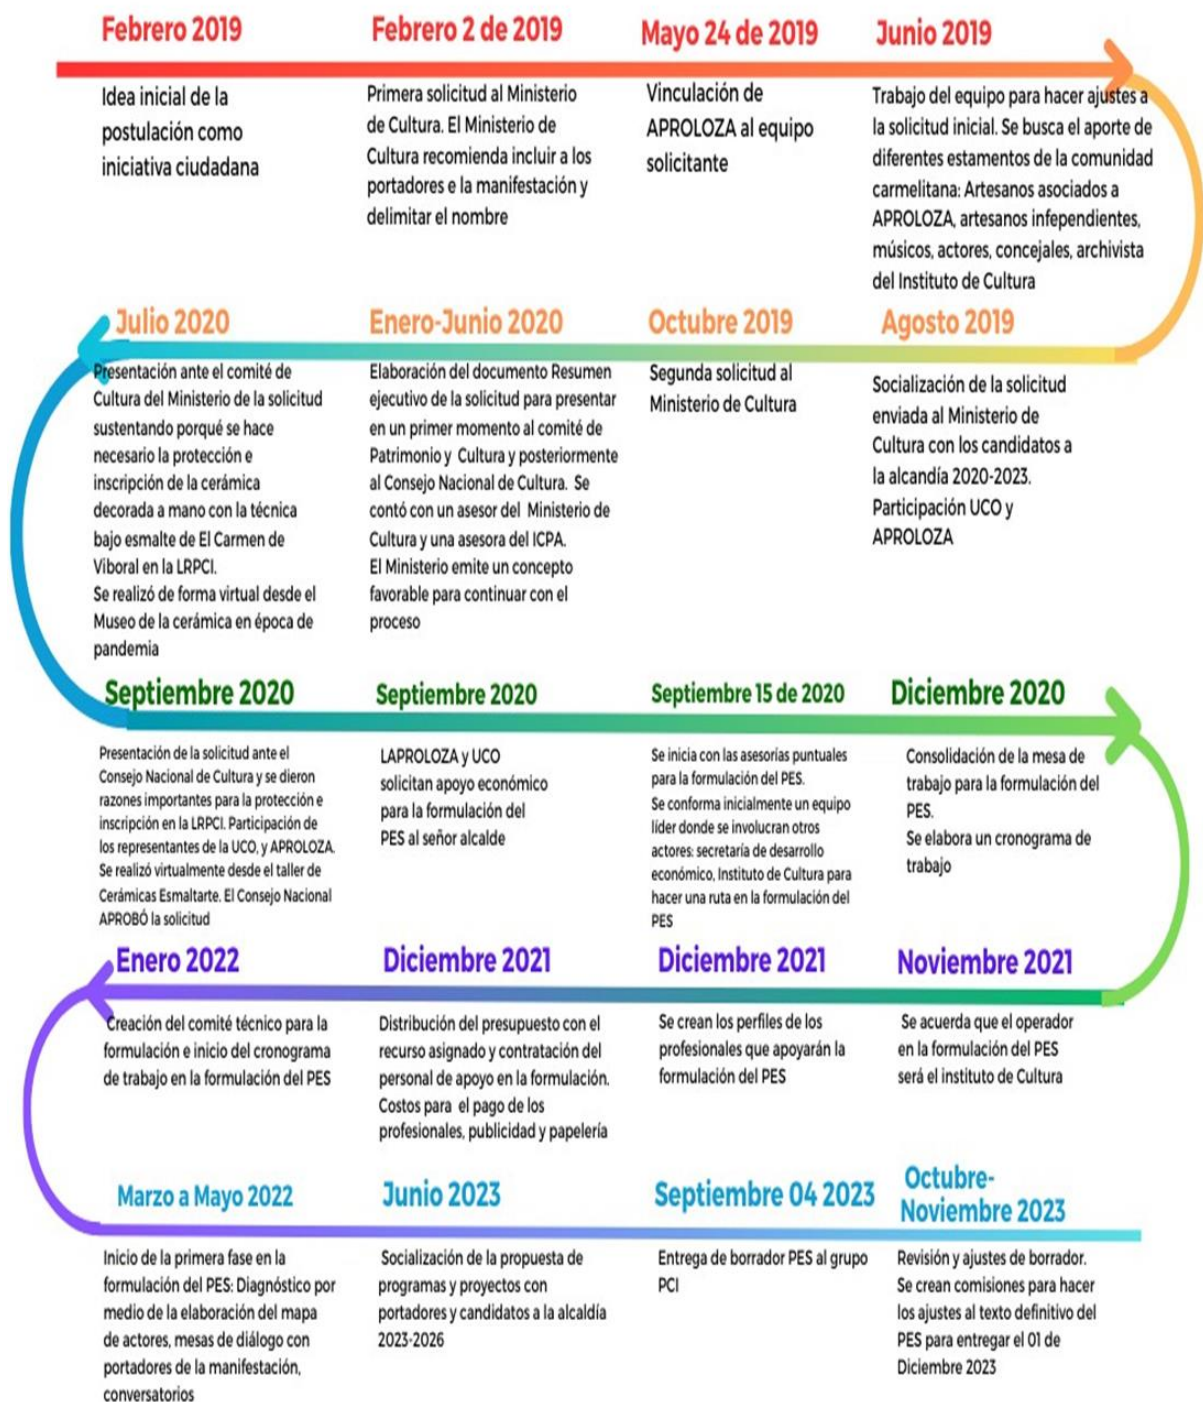 Febrero 2019
Idea inicial de la
postulación como
iniciativa ciudadana
Febrero 2 de 2019
Primera solicitud al Ministerio
de Cultura. El Ministerio de
Cultura recomienda incluir a los
portadores e la manifestación y
delimitar el nombre
Mayo 24 de 2019
Vinculación de
APROLOZA al equipo
solicitante
Junio 2019
Trabajo del equipo para hacer ajustes a
la solicitud inicial. Se busca el aporte de
diferentes estamentos de la comunidad
carmelitana: Artesanos asociados a
APROLOZA, artesanos infependientes,
músicos, actores, concejales, archivista
del Instituto de Cultura
Agosto 2019
Socialización de la solicitud
enviada al Ministerio de
Cultura con los candidatos a
la alcandía 2020-2023.
Participación UCO y
APROLOZA
Octubre 2019
Segunda solicitud al
Ministerio de Cultura
Enero-Junio 2020
Elaboración del documento Resumen
ejecutivo de la solicitud para presentar
en un primer momento al comité de
Patrimonio y Cultura y posteriormente
al Consejo Nacional de Cultura. Se
contó con un asesor del Ministerio de
Cultura y una asesora del ICPA.
El Ministerio emite un concepto
favorable para continuar con el
proceso
Julio 2020
Presentación ante el comité de
Cultura del Ministerio de la solicitud
sustentando porqué se hace
necesario la protección e
inscripción de la cerámica
decorada a mano con la técnica
bajo esmalte de El Carmen de
Viboral en la LRPCI.
Se realizó de forma virtual desde el
Museo de la cerámica en época de
pandemia
Septiembre 2020
Presentación de la solicitud ante el
Consejo Nacional de Cultura y se dieron
razones importantes para la protección e
inscripción en la LRPCI. Participación de
los representantes de la UCO, y APROLOZA.
Se realizó virtualmente desde el taller de
Cerámicas Esmaltarte. El Consejo Nacional
APROBÓ la solicitud
Septiembre 2020
LAPROLOZA y UCO
solicitan apoyo económico
para la formulación del
PES al señor alcalde
Septiembre 15 de 2020
Se inicia con las asesorías puntuales
para la formulación del PES.
Se conforma inicialmente un equipo
líder donde se involucran otros
actores: secretaría de desarrollo
económico, Instituto de Cultura para
hacer una ruta en la formulación del
PES
Diciembre 2020
Consolidación de la mesa de
trabajo para la formulación del
PES.
Se elabora un cronograma de
trabajo
Noviembre 2021
Se acuerda que el operador
en la formulación del PES
será el instituto de Cultura
Diciembre 2021
Se crean los perfiles de los
profesionales que apoyarán la
formulación del PES
Diciembre 2021
Distribución del presupuesto con el
recurso asignado y contratación del
personal de apoyo en la formulación.
Costos para el pago de los
profesionales, publicidad y papelería
Enero 2022
Creación del comité técnico para la
formulación e inicio del cronograma
de trabajo en la formulación del PES
Marzo a Mayo 2022
Inicio de la primera fase en la
formulación del PES: Diagnóstico por
medio de la elaboración del mapa
de actores, mesas de diálogo con
portadores de la manifestación,
conversatorios
Junio 2023
Socialización de la propuesta de
programas y proyectos con
portadores y candidatos a la alcaldía
2023-2026
Septiembre 04 2023
Entrega de borrador PES al grupo
PCI
Octubre-
Noviembre 2023
Revisión y ajustes de borrador.
Se crean comisiones para hacer
los ajustes al texto definitivo del
PES para entregar el 01 de
Diciembre 2023